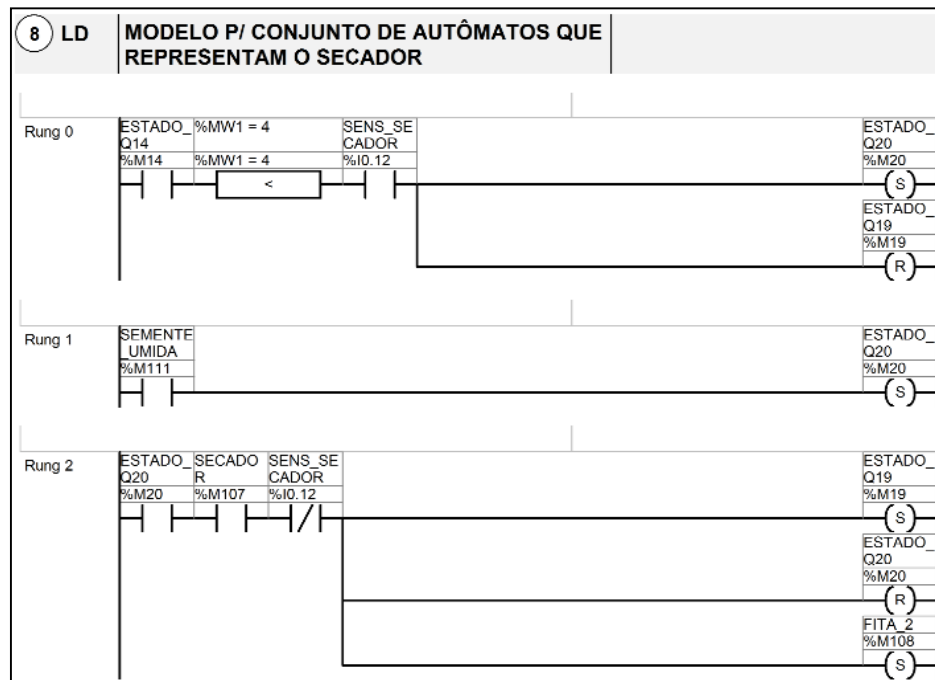 8 LD MODELO P/ CONJUNTO DE AUTÔMATOS QUE
REPRESENTAM O SECADOR
Rung 0
ESTADO_ %MW1 = 4 SENS_SE ESTADO_
Q14 CADOR Q20
%M14 %MW1 = 4 %I0.12 %M20
< S
ESTADO_
Q19
%M19
R
Rung 1
SEMENTE ESTADO_
_UMIDA Q20
%M111 %M20
S
Rung 2
ESTADO_ SECADO SENS_SE ESTADO_
Q20 R CADOR Q19
%M20 %M107 %I0.12 %M19
S
ESTADO_
Q20
%M20
R
FITA_2
%M108
S